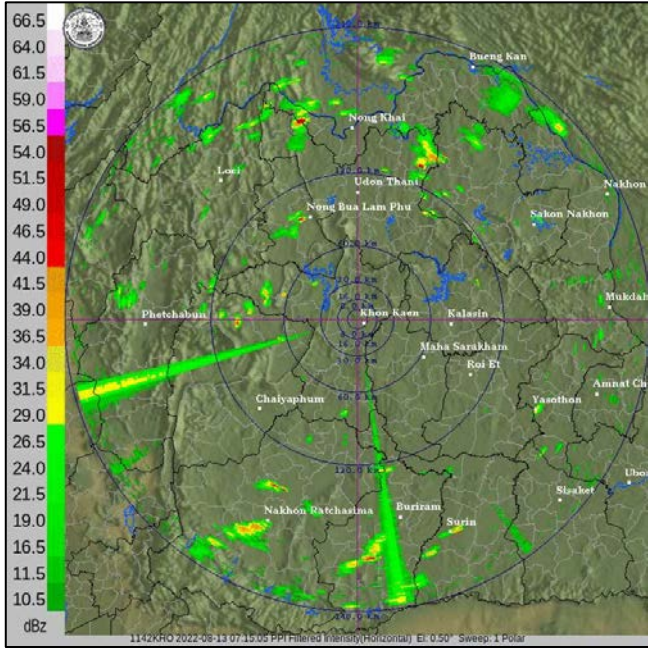 66.5
64.0
61.5
59.0
56.5
54.0
51.5
49.0
46.5
44.0
41.5
39.0
36.5
34.0
31.5
29.0
26.5
24.0
21.5
19.0
16.5
13.5
10.5
dBz
Bueng Kan
Nong Khai
Loei
Udon Thani
Nakhon
Nong Bua Lam Phu
Sakon Nakhon
Mukdah
Phetchabun
Khon Kaen
Kalasin
Maha Sarakham
Roi Et
Amnat Ch
Chaiyaphum
Yasothon
120.0 km
Ubon
Sisaket
Nakhon Ratchasima
Buriram
Surin
1142KHO 2022-08-13 07:15:05 PPI Filtered Intensity(Horizontal) El: 0.50° Sweep: 1 Polar